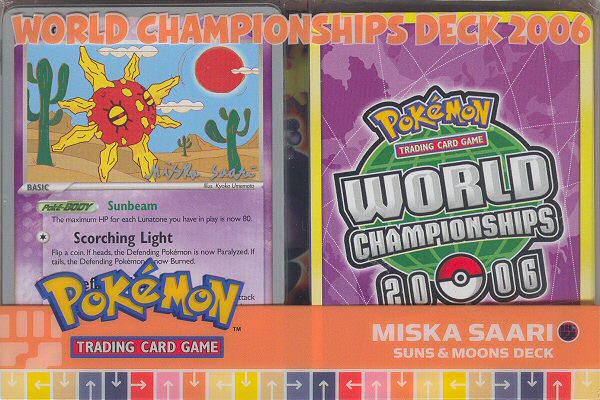 WORLD CHAMPIONSHIPS DECK 2006
Miska Saari
Illus. Kyoko Umemoto
BASIC
Poké-BODY Sunbeam
The maximum HP for each Lunatone you have in play is now 80.
Scorching Light
Flip a coin. If heads, the Defending Pokémon is now Paralyzed. If
tails, the Defending Pokémon is now Burned.
attack
POKéMON
TRADING CARD GAME
POKéMON
TRADING CARD GAME
WORLD
CHAMPIONSHIPS
2006
MISKA SAARI
SUNS & MOONS DECK